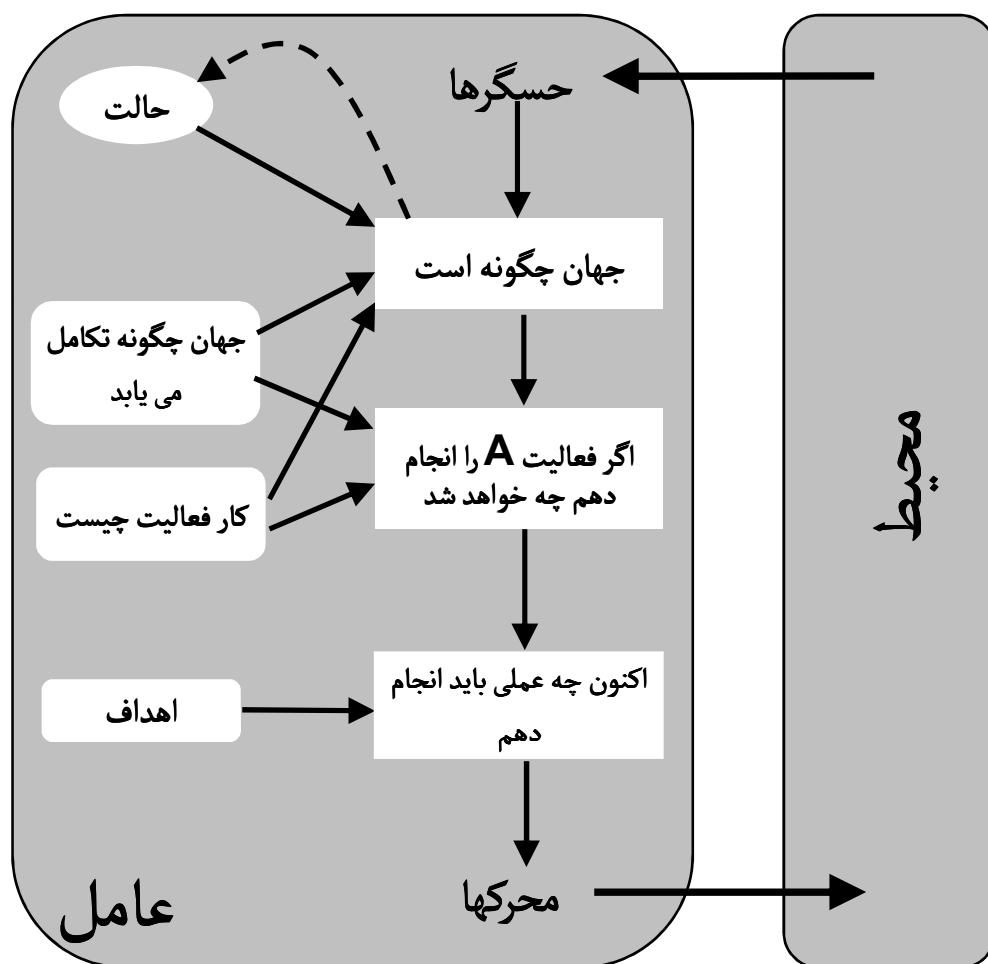 حسگرها
حالت
جهان چگونه است
جهان چگونه تکامل
می یابد
اگر فعالیت A را انجام
دهم چه خواهد شد
کار فعالیت چیست
اکنون چه عملی باید انجام
دهم
اهداف
محرکها
عامل
محیط